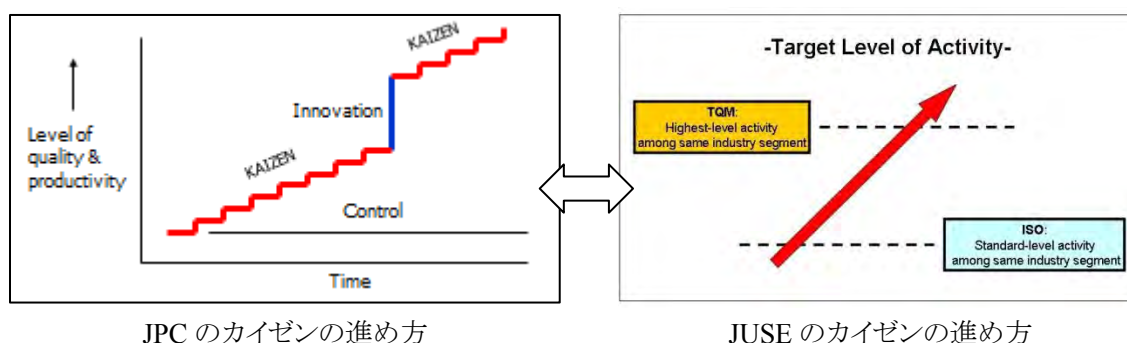 KAIZEN
Innovation
Level of
quality &
productivity
KAIZEN
Control
Time
-Target Level of Activity-
TQM:
Highest-level activity
among same industry segment
ISO:
Standard-level activity
among same industry segment
JPC のカイゼンの進め方
JUSE のカイゼンの進め方